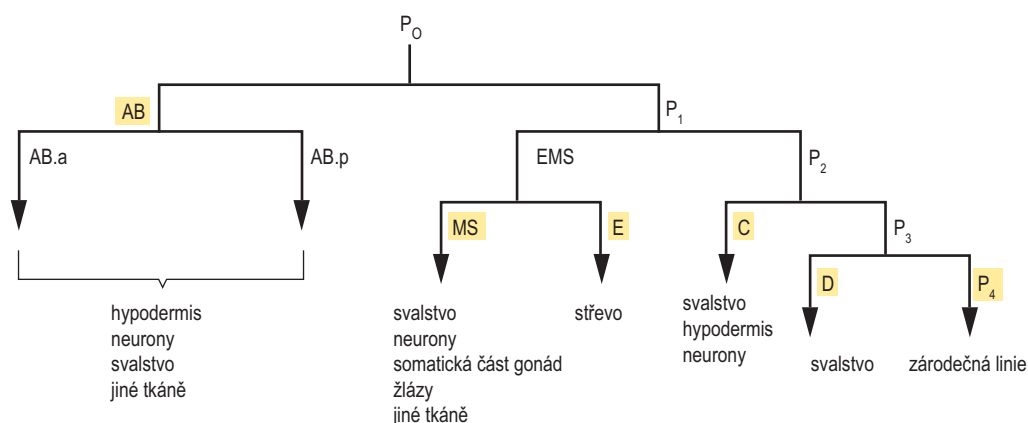 P₀
AB
P₁
AB.a
AB.p
EMS
P₂
MS
E
C
P₃
D
P₄
hypodermis
neurony
svalstvo
jiné tkáně
svalstvo
neurony
somatická část gonád
žlázy
jiné tkáně
střevo
svalstvo
hypodermis
neurony
svalstvo
zárodečná linie